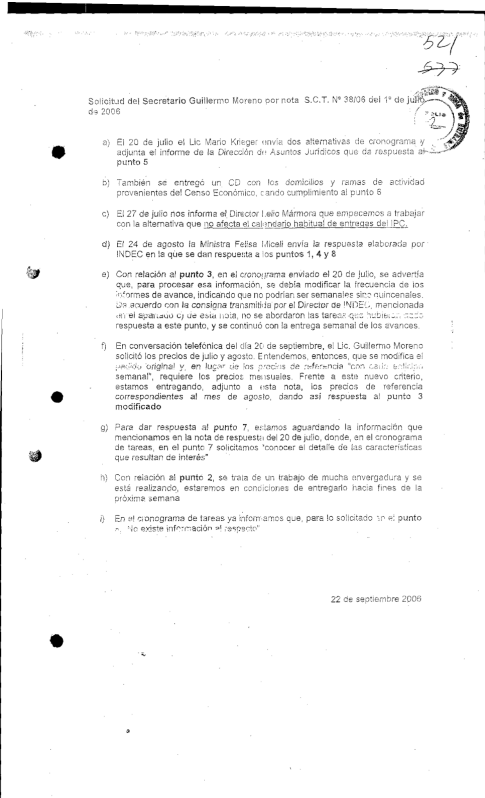 521
577
FOLIO
2
Solicitud del Secretario Guillermo Moreno por nota S.C.T. Nº 38/06 del 1º de julio
de 2006
a) El 20 de julio el Lic Mario Krieger envía dos alternativas de cronograma y
adjunta el informe de la Dirección de Asuntos Jurídicos que da respuesta al
punto 5
b) También se entregó un CD con los domicilios y ramas de actividad
provenientes del Censo Económico, dando cumplimiento al punto 6
c) El 27 de julio nos informa el Director Lelio Mármora que empecemos a trabajar
con la alternativa que no afecta el calendario habitual de entregas del IPC.
d) El 24 de agosto la Ministra Felisa Miceli envía la respuesta elaborada por
INDEC en la que se dan respuesta a los puntos 1, 4 y 8
e) Con relación al punto 3, en el cronograma enviado el 20 de julio, se advertía
que, para procesar esa información, se debía modificar la frecuencia de los
informes de avance, indicando que no podrían ser semanales sino quincenales.
De acuerdo con la consigna transmitida por el Director de INDEC, mencionada
en el apartado c) de esta nota, no se abordaron las tareas que hubieran dado
respuesta a este punto, y se continuó con la entrega semanal de los avances.
f) En conversación telefónica del día 20 de septiembre, el Lic. Guillermo Moreno
solicitó los precios de julio y agosto. Entendemos, entonces, que se modifica el
pedido original y, en lugar de los precios de referencia "con cada anticipo
semanal", requiere los precios mensuales. Frente a este nuevo criterio,
estamos entregando, adjunto a esta nota, los precios de referencia
correspondientes al mes de agosto, dando así respuesta al punto 3
modificado
g) Para dar respuesta al punto 7, estamos aguardando la información que
mencionamos en la nota de respuesta del 20 de julio, donde, en el cronograma
de tareas, en el punto 7 solicitamos "conocer el detalle de las características
que resultan de interés"
h) Con relación al punto 2, se trata de un trabajo de mucha envergadura y se
está realizando, estaremos en condiciones de entregarlo hacia fines de la
próxima semana
i) En el cronograma de tareas ya informamos que, para lo solicitado en el punto
"No existe información al respecto"
22 de septiembre 2006